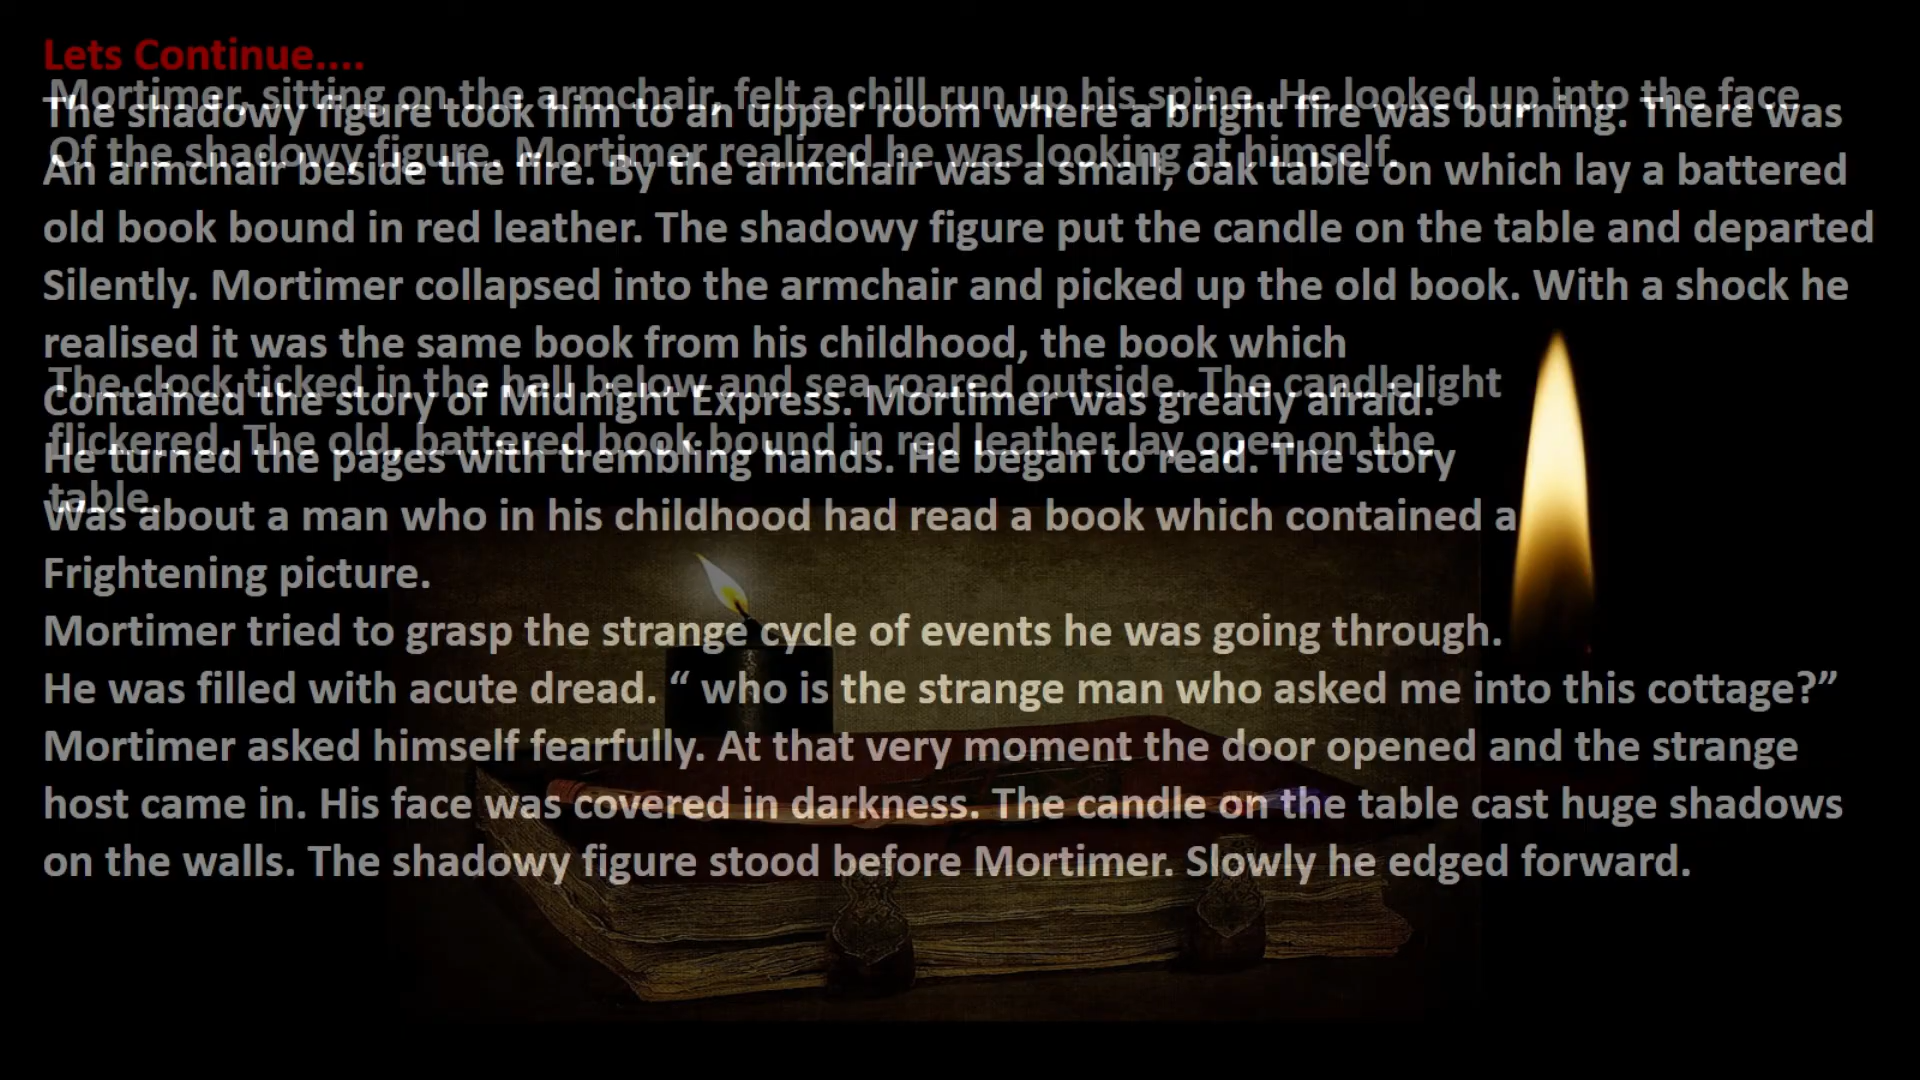 Lets Continue....
Mortimer, sitting on the armchair, felt a chill run up his spine. He looked up into the face
The shadowy figure took him to an upper room where a bright fire was burning. There was
Of the shadowy figure. Mortimer realized he was looking at himself.
An armchair beside the fire. By the armchair was a small, oak table on which lay a battered
old book bound in red leather. The shadowy figure put the candle on the table and departed
Silently. Mortimer collapsed into the armchair and picked up the old book. With a shock he
realised it was the same book from his childhood, the book which
The clock ticked in the hall below and sea roared outside. The candlelight
Contained the story of Midnight Express. Mortimer was greatly afraid.
flickered. The old, battered book bound in red leather lay open on the
He turned the pages with trembling hands. He began to read. The story
table.
Was about a man who in his childhood had read a book which contained a
Frightening picture.
Mortimer tried to grasp the strange cycle of events he was going through.
He was filled with acute dread. “ who is the strange man who asked me into this cottage?”
Mortimer asked himself fearfully. At that very moment the door opened and the strange
host came in. His face was covered in darkness. The candle on the table cast huge shadows
on the walls. The shadowy figure stood before Mortimer. Slowly he edged forward.